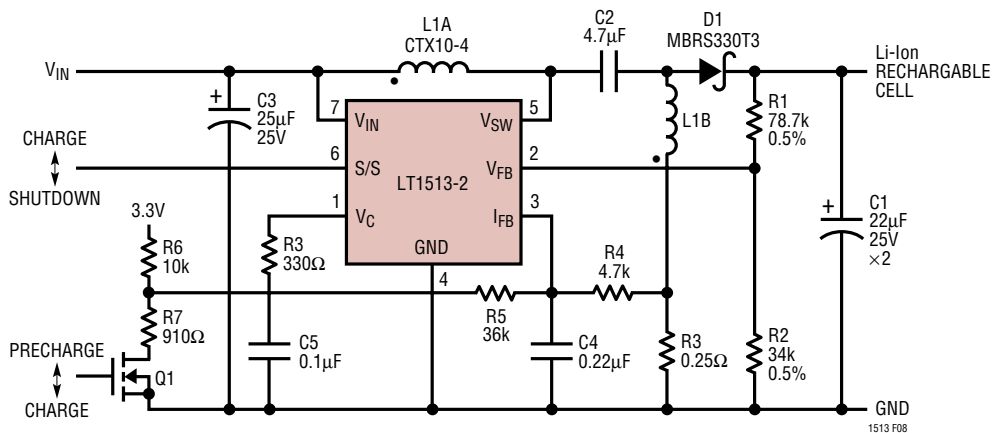 L1A
CTX10-4
C2
4.7µF
D1
MBRS330T3
VIN
Li-Ion
RECHARGABLE
CELL
+
C3
25µF
25V
7
VIN
VSW
5
L1B
R1
78.7k
0.5%
CHARGE
SHUTDOWN
6
S/S
LT1513-2
VFB
2
1
VC
IFB
3
GND
4
+
C1
22µF
25V
×2
3.3V
R6
10k
R3
330Ω
R4
4.7k
R5
36k
R7
910Ω
PRECHARGE
CHARGE
Q1
C5
0.1µF
C4
0.22µF
R3
0.25Ω
R2
34k
0.5%
GND
1513 F08